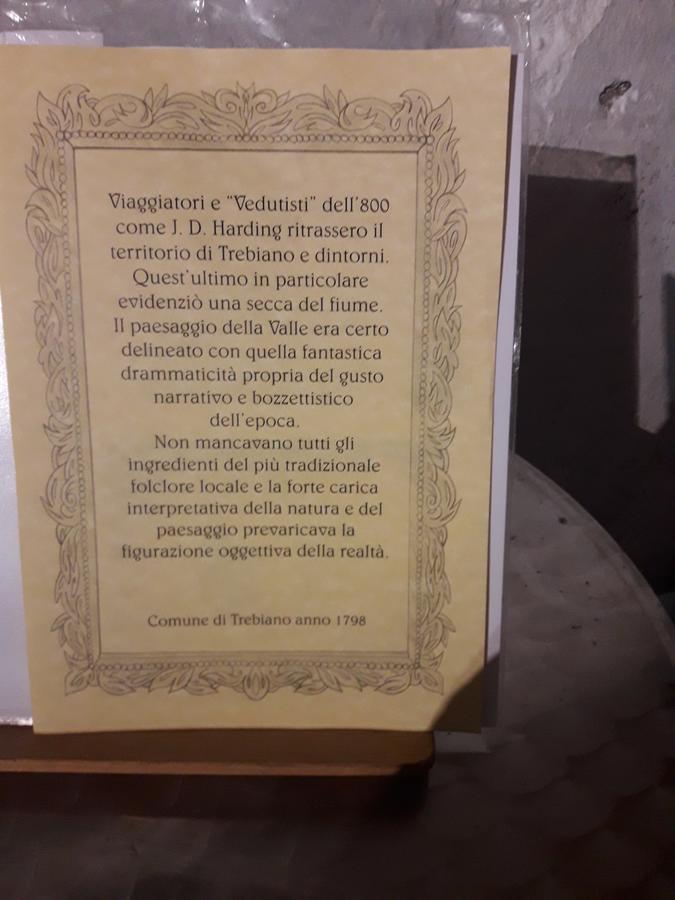 Viaggiatori e "Vedutisti" dell'800
come J. D. Harding ritrassero il
territorio di Trebiano e dintorni.
Quest'ultimo in particolare
evidenziò una secca del fiume.
Il paesaggio della Valle era certo
delineato con quella fantastica
drammaticità propria del gusto
narrativo e bozzettistico
dell'epoca.
Non mancavano tutti gli
ingredienti del più tradizionale
folclore locale e la forte carica
interpretativa della natura e del
paesaggio prevaricava la
figurazione oggettiva della realtà.
Comune di Trebiano anno 1798